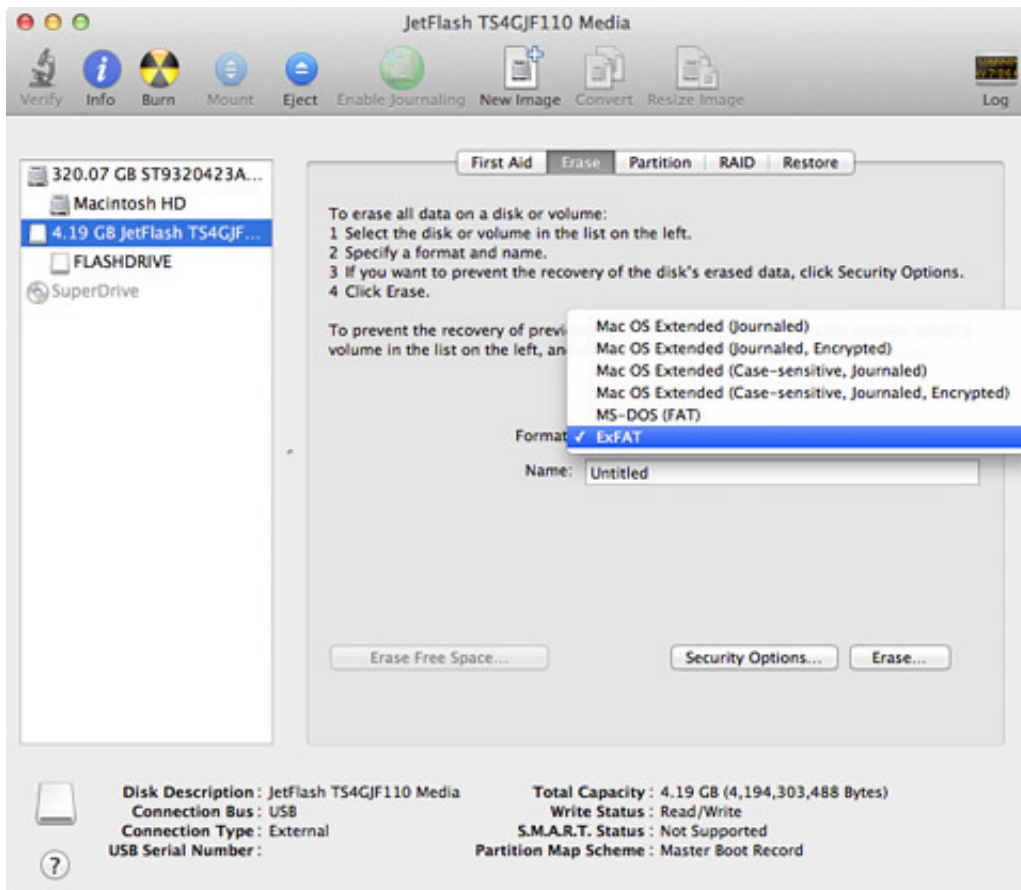 JetFlash TS4GJF110 Media
Verify Info Burn Mount Eject Enable Journaling New Image Convert Resize Image Log
320.07 GB ST9320423A...
Macintosh HD
4.19 GB JetFlash TS4GJF...
FLASHDRIVE
SuperDrive
First Aid Erase Partition RAID Restore
To erase all data on a disk or volume:
1 Select the disk or volume in the list on the left.
2 Specify a format and name.
3 If you want to prevent the recovery of the disk's erased data, click Security Options.
4 Click Erase.
To prevent the recovery of previ
volume in the list on the left, an
Mac OS Extended (Journaled)
Mac OS Extended (Journaled, Encrypted)
Mac OS Extended (Case-sensitive, Journaled)
Mac OS Extended (Case-sensitive, Journaled, Encrypted)
MS-DOS (FAT)
Format ✓ ExFAT
Name: Untitled
Erase Free Space... Security Options... Erase...
Disk Description : JetFlash TS4GJF110 Media
Connection Bus : USB
Connection Type : External
USB Serial Number :
Total Capacity : 4.19 GB (4,194,303,488 Bytes)
Write Status : Read/Write
S.M.A.R.T. Status : Not Supported
Partition Map Scheme : Master Boot Record
?